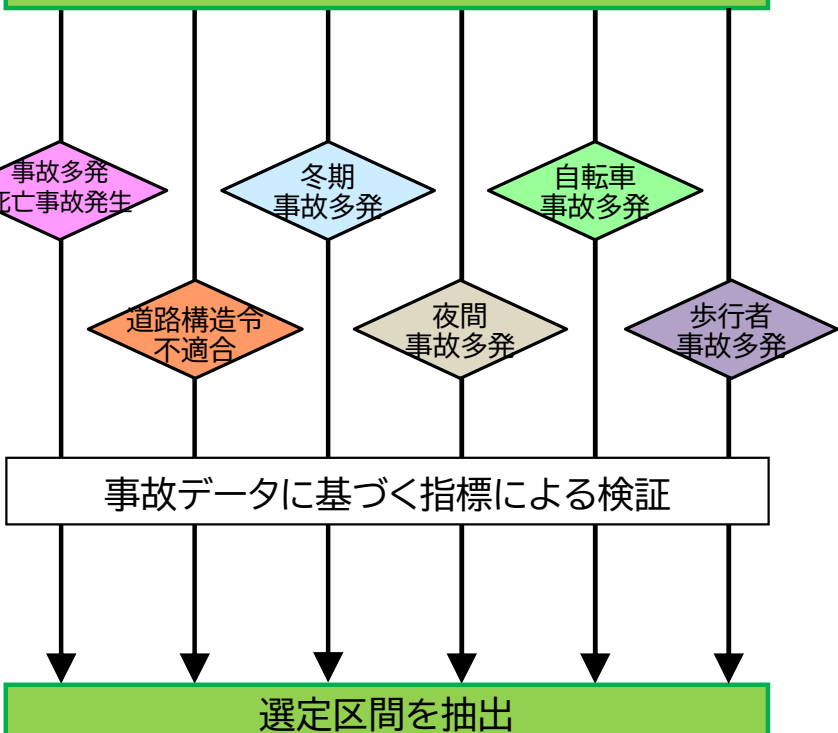 事故多発
死亡事故発生
冬期
事故多発
自転車
事故多発
道路構造令
不適合
夜間
事故多発
歩行者
事故多発
事故データに基づく指標による検証
選定区間を抽出